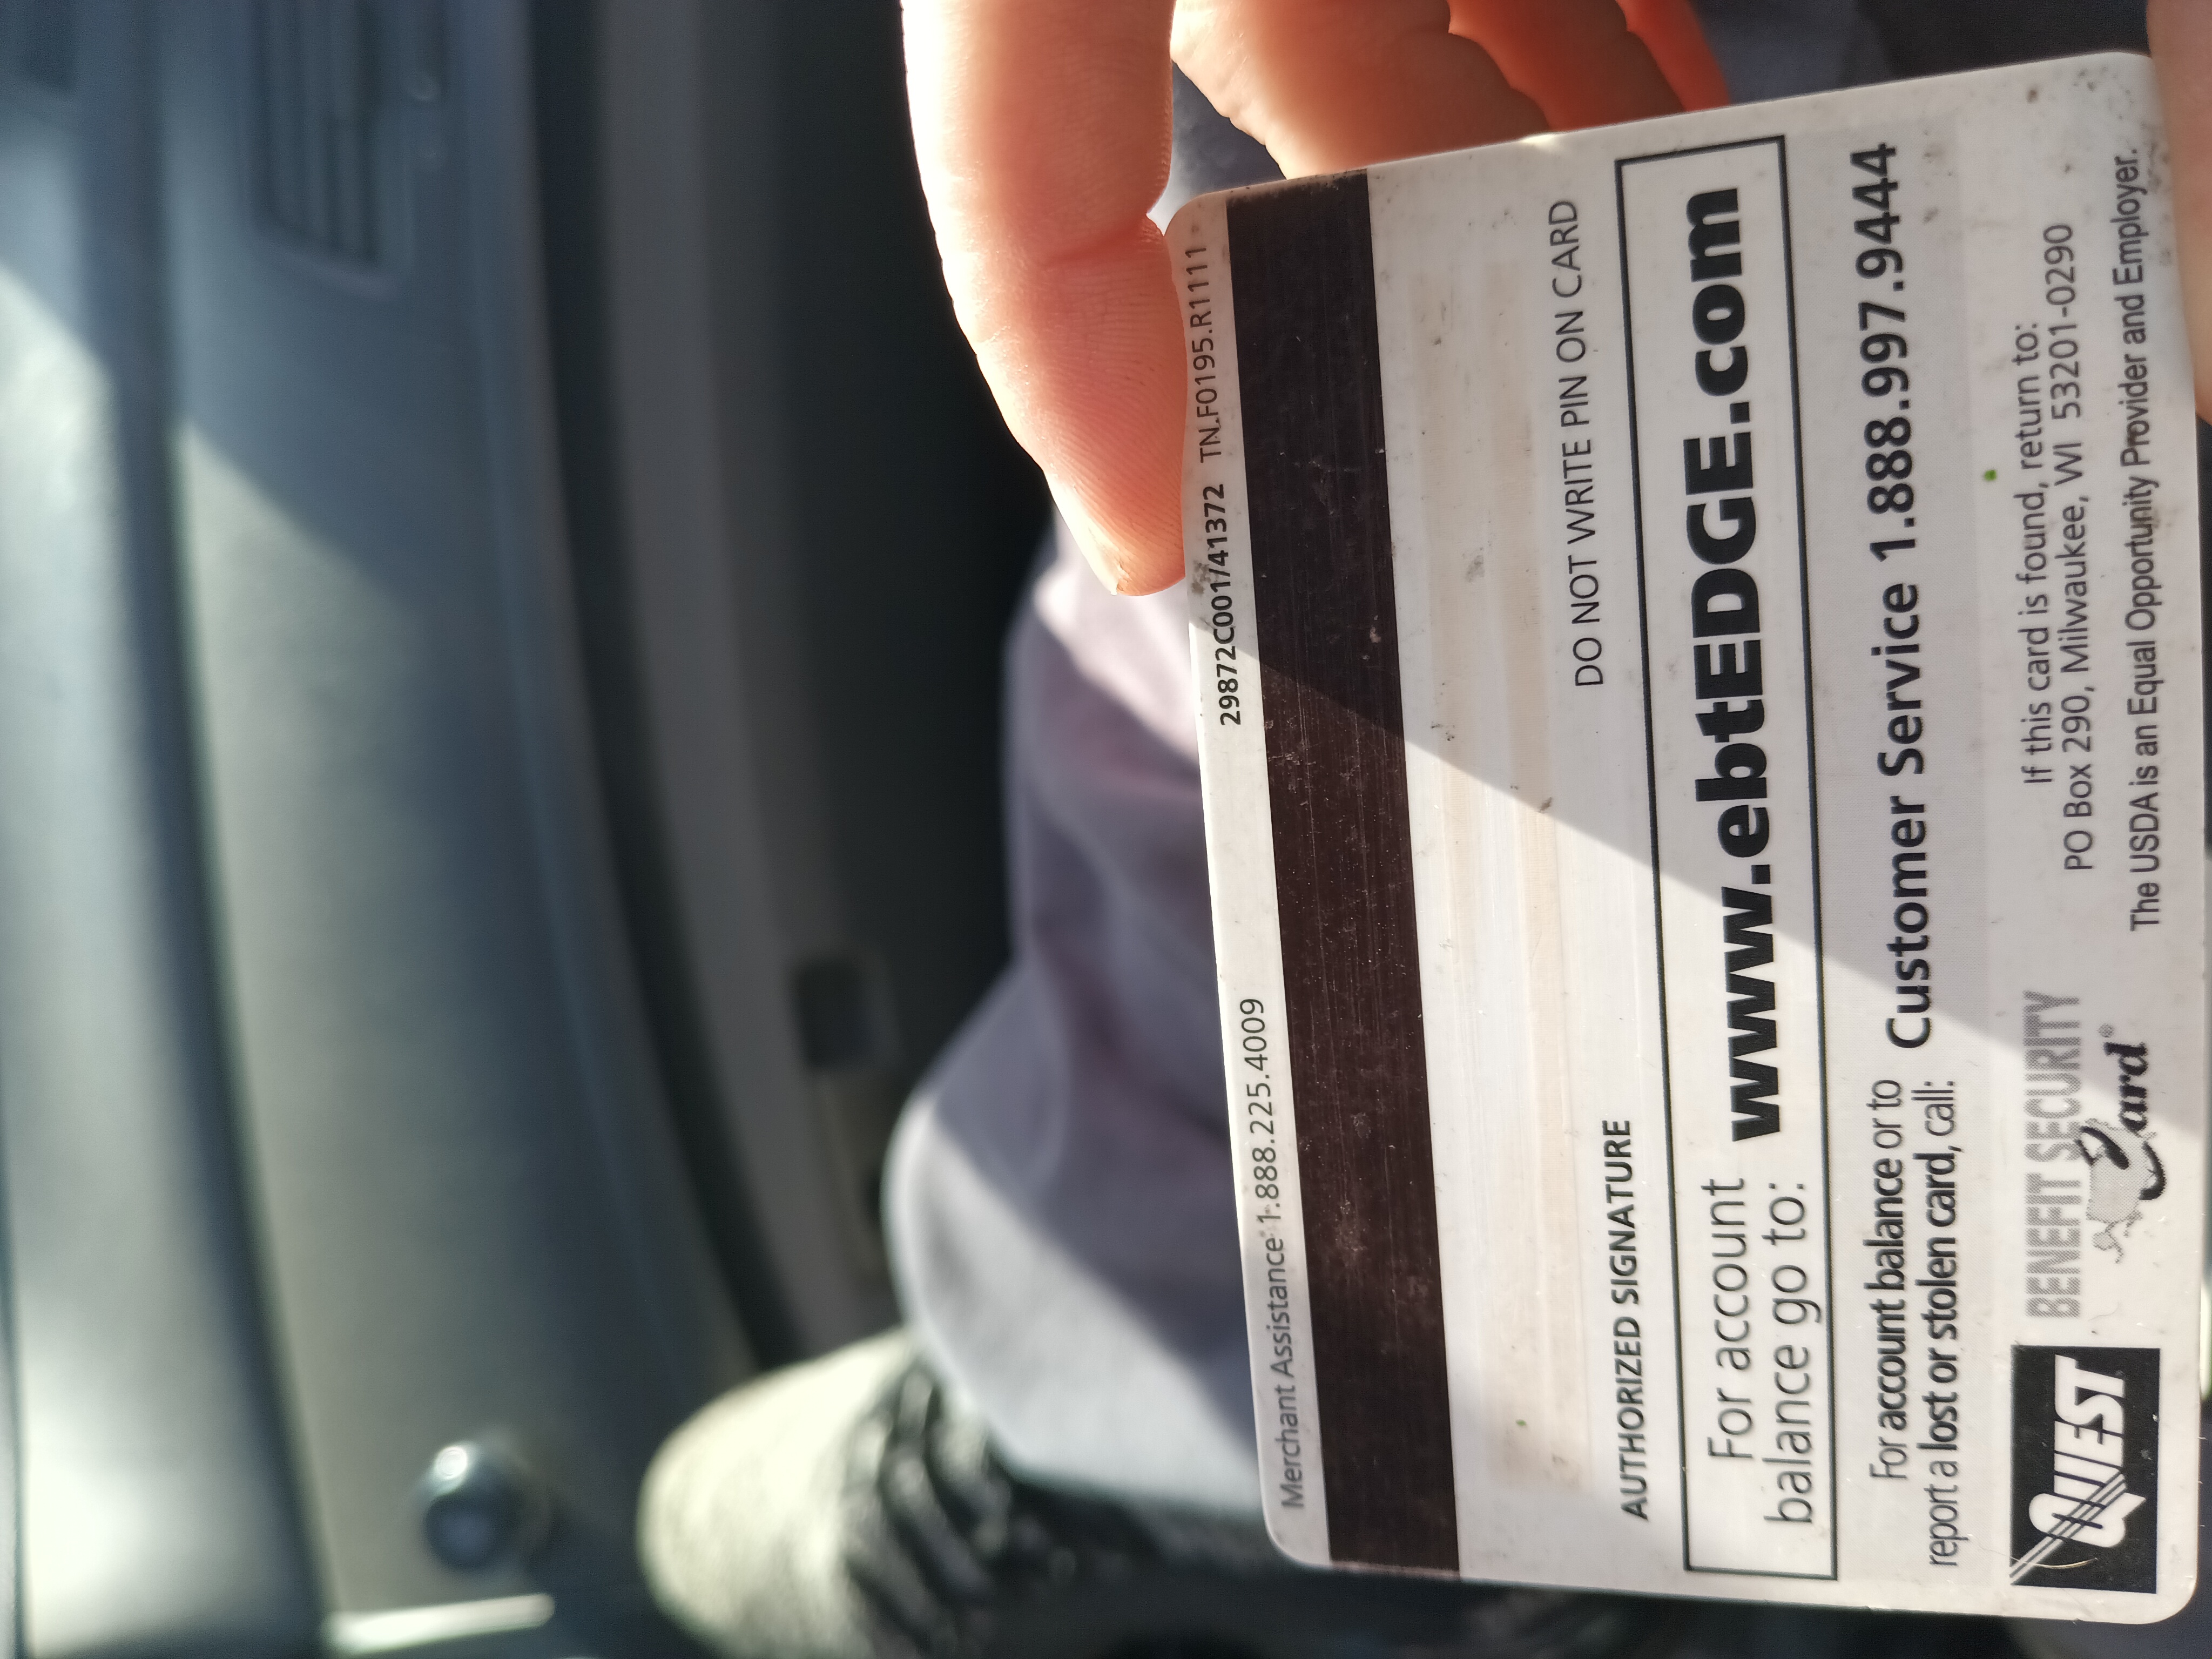 Merchant Assistance 1.888.225.4009 29872C001/41372 TN.F0195.R1111
DO NOT WRITE PIN ON CARD
AUTHORIZED SIGNATURE
For account
balance go to:
www.ebtEDGE.com
For account balance or to
report a lost or stolen card, call:
Customer Service 1.888.997.9444
QUEST
BENEFIT SECURITY
Card®
If this card is found, return to:
PO Box 290, Milwaukee, WI 53201-0290
The USDA is an Equal Opportunity Provider and Employer.